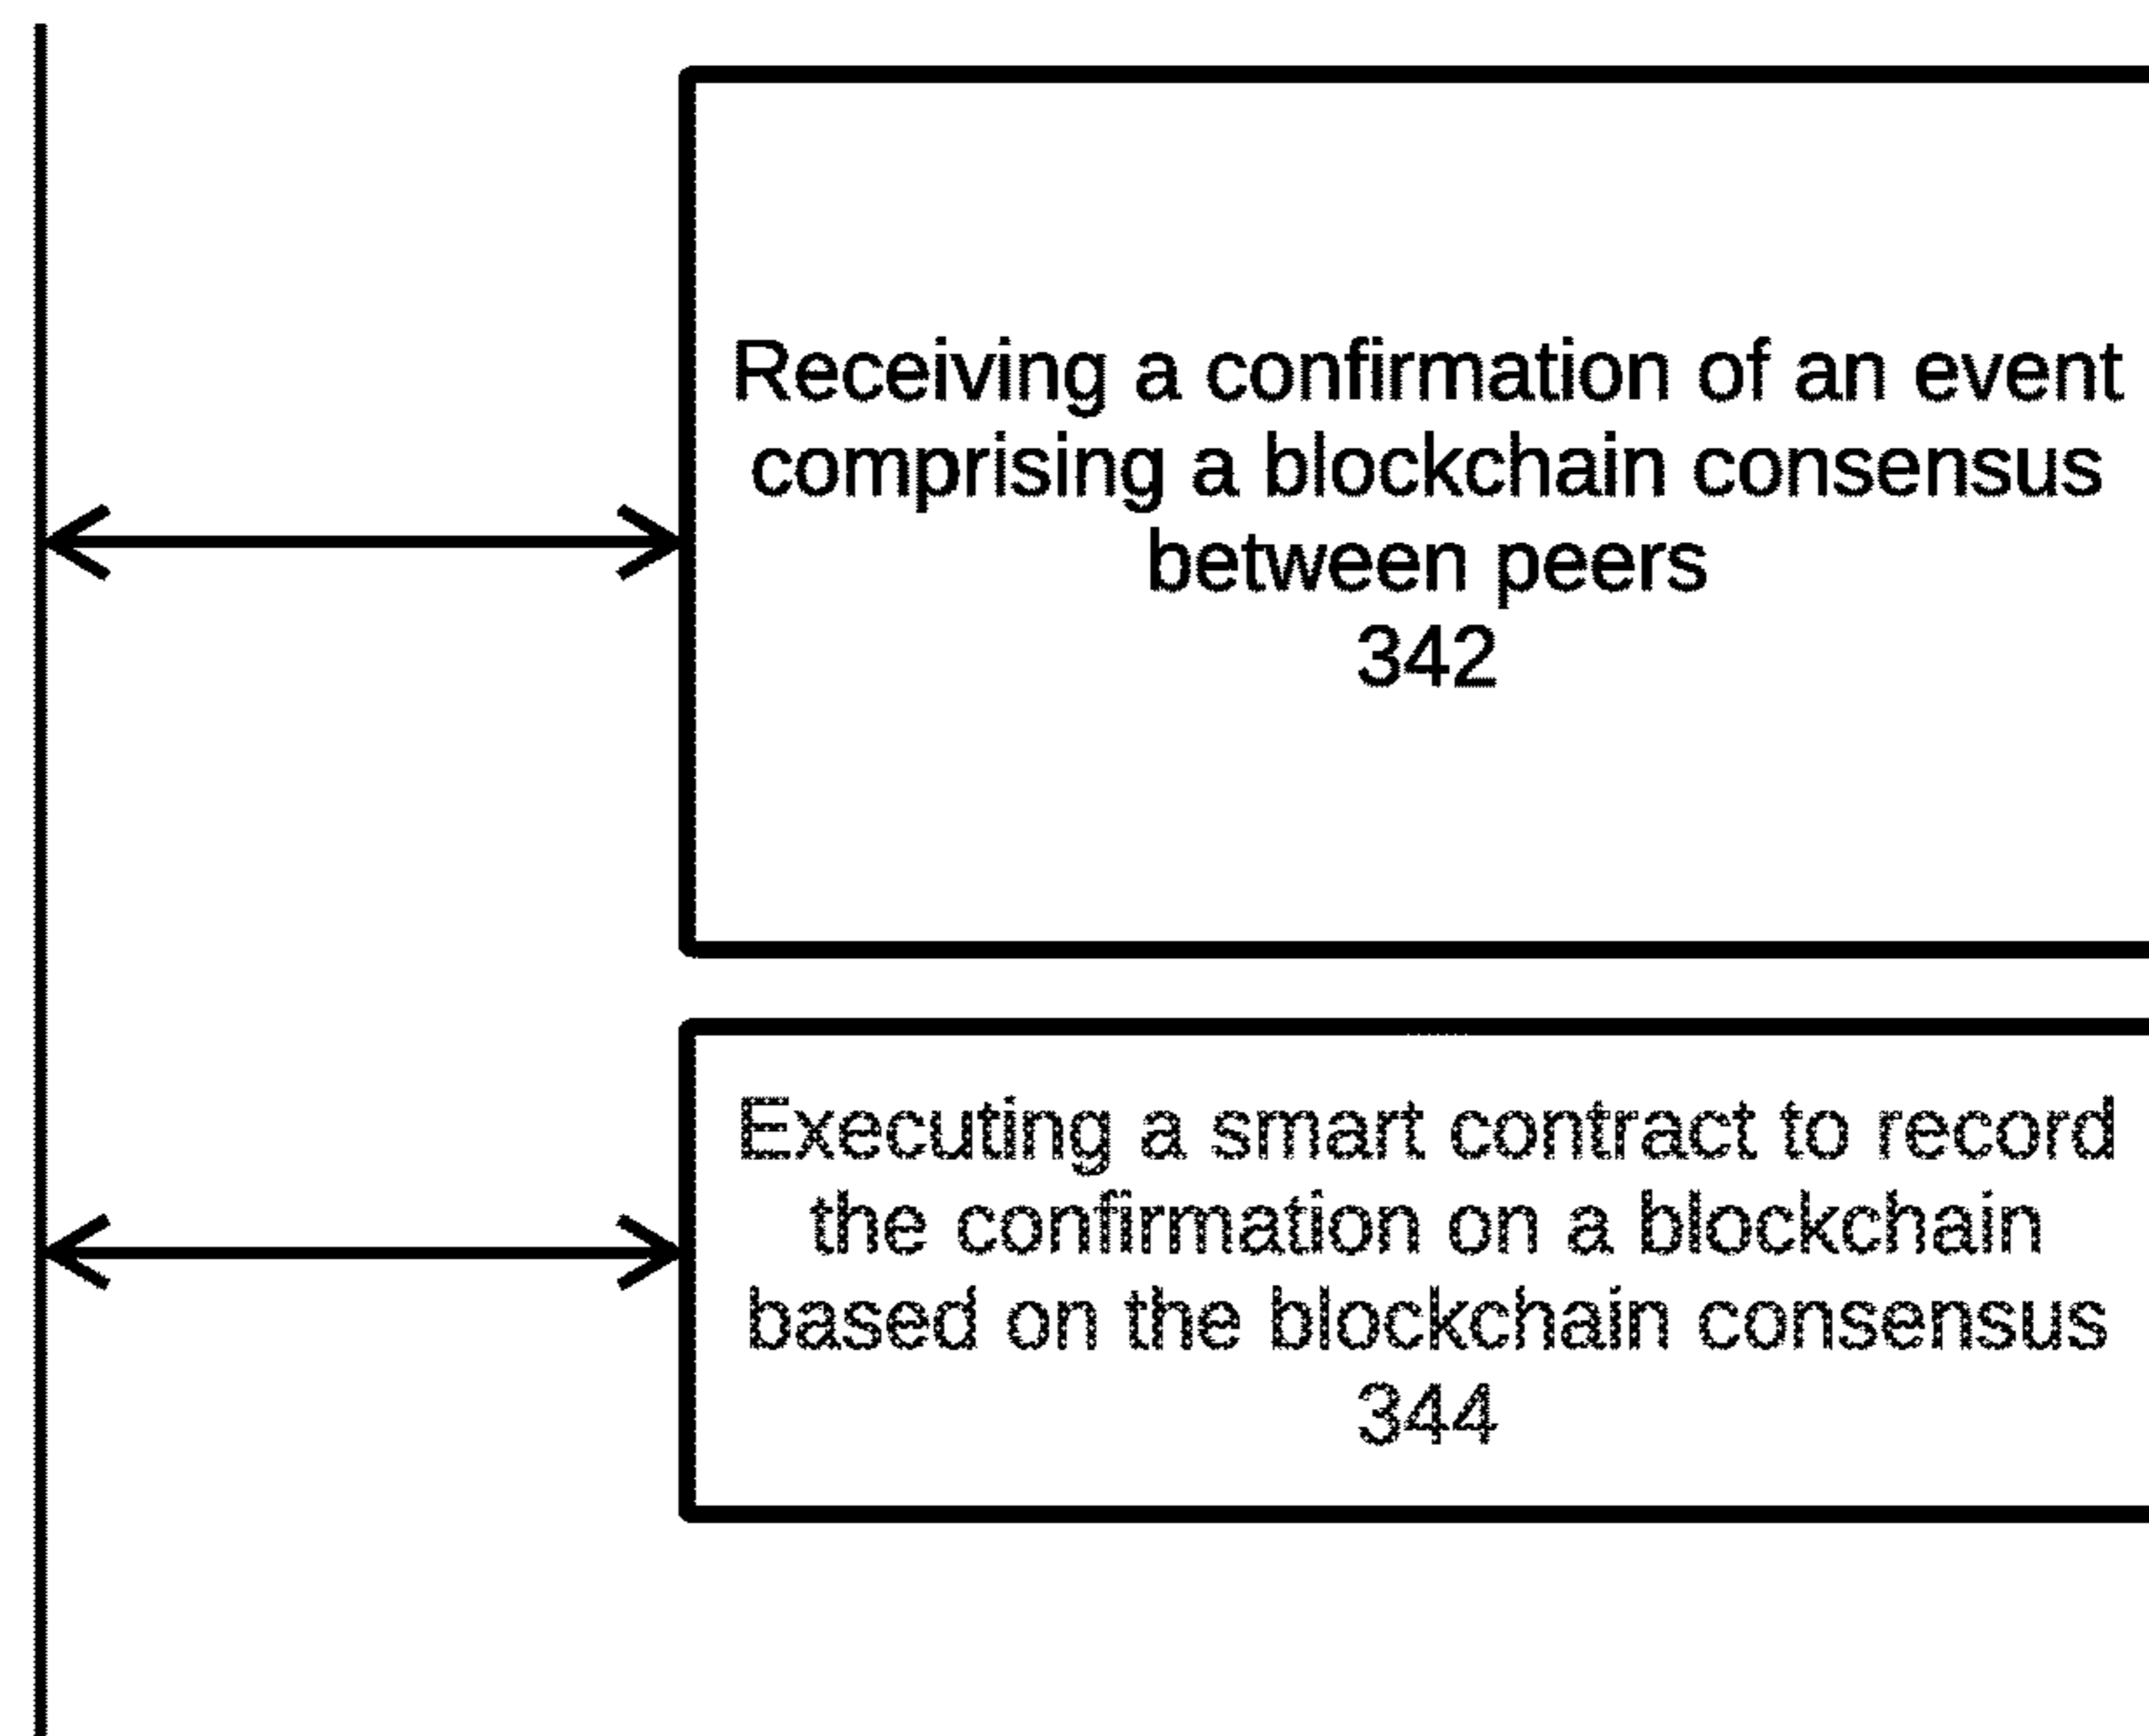 Receiving a confirmation of an event
comprising a blockchain consensus
between peers
342
Executing a smart contract to record
the confirmation on a blockchain
based on the blockchain consensus
344